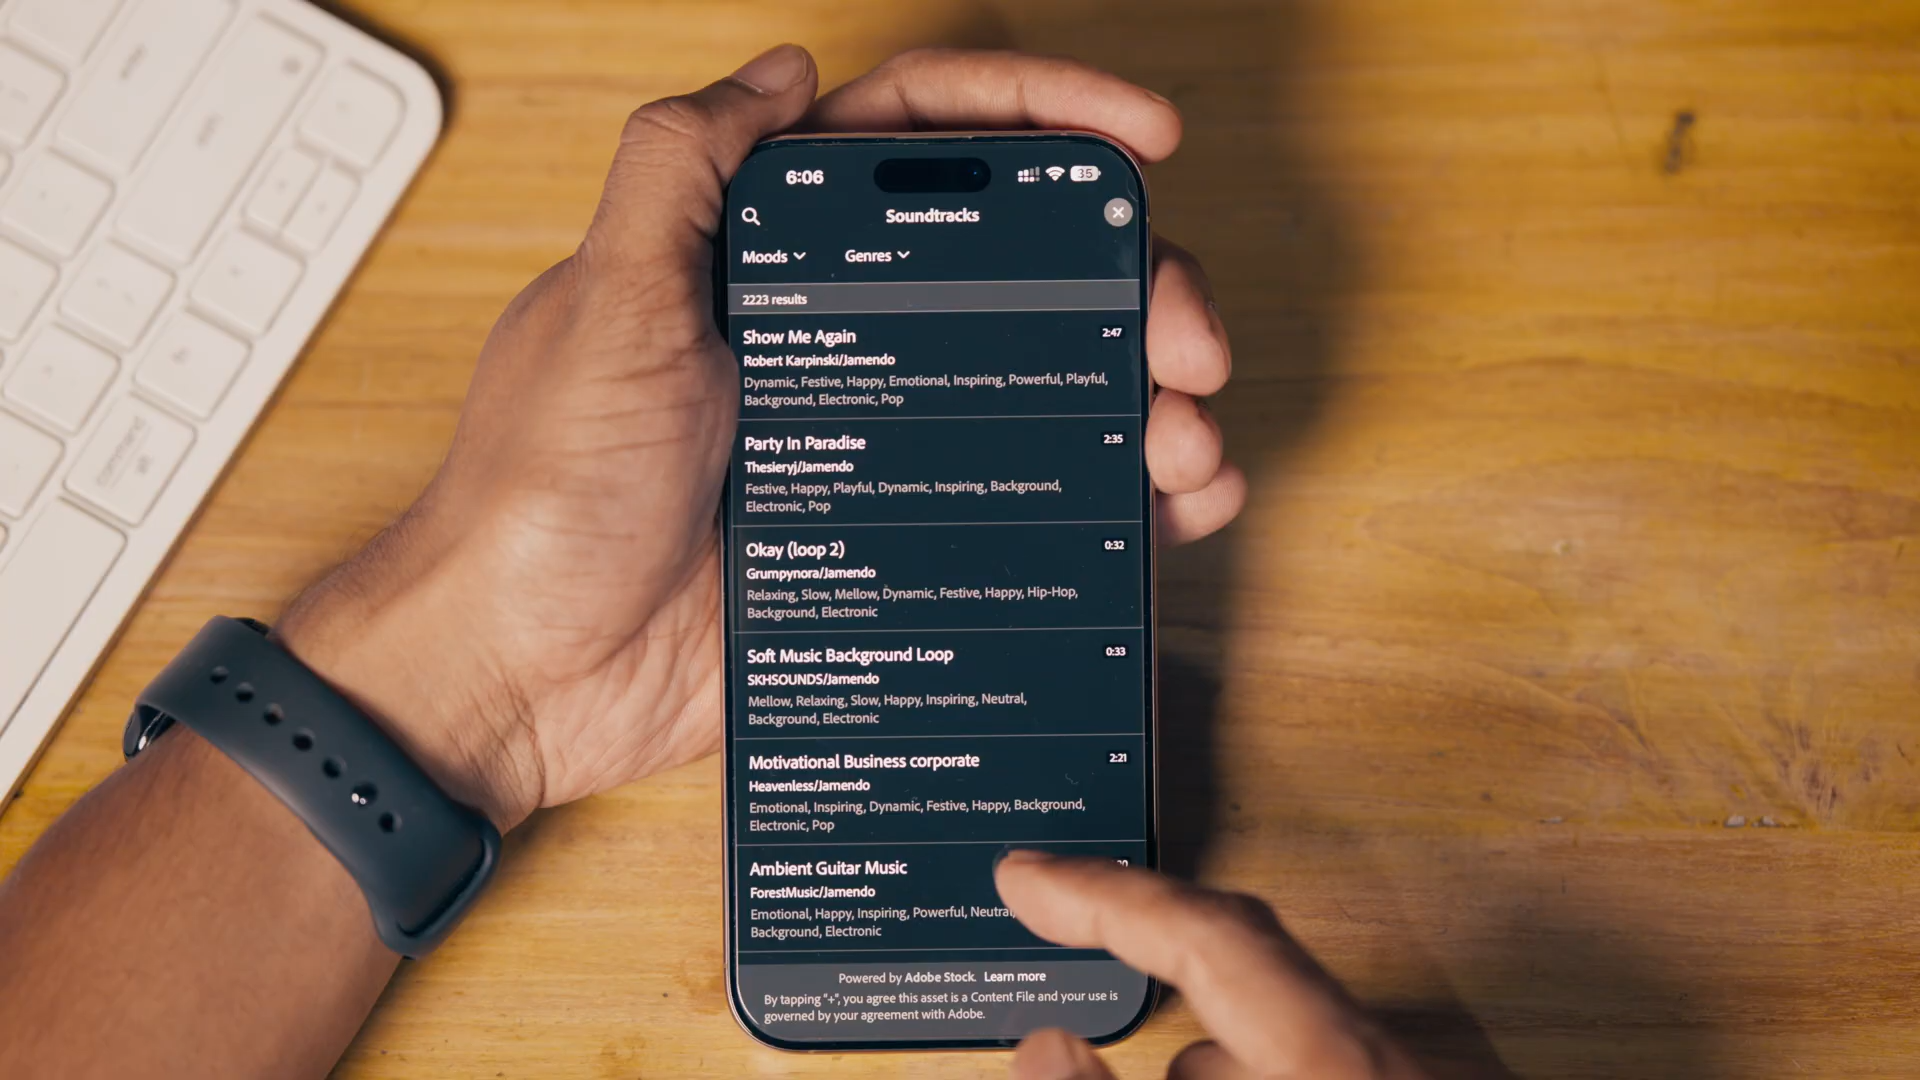 6:06
35
Soundtracks
Moods
Genres
2223 results
Show Me Again
2:47
Robert Karpinski/Jamendo
Dynamic, Festive, Happy, Emotional, Inspiring, Powerful, Playful,
Background, Electronic, Pop
Party In Paradise
2:35
Thesieryj/Jamendo
Festive, Happy, Playful, Dynamic, Inspiring, Background,
Electronic, Pop
Okay (loop 2)
0:32
Grumpynora/Jamendo
Relaxing, Slow, Mellow, Dynamic, Festive, Happy, Hip-Hop,
Background, Electronic
Soft Music Background Loop
0:33
SKHSOUNDS/Jamendo
Mellow, Relaxing, Slow, Happy, Inspiring, Neutral,
Background, Electronic
Motivational Business corporate
2:21
Heavenless/Jamendo
Emotional, Inspiring, Dynamic, Festive, Happy, Background,
Electronic, Pop
Ambient Guitar Music
ForestMusic/Jamendo
Emotional, Happy, Inspiring, Powerful, Neutral,
Background, Electronic
Powered by Adobe Stock. Learn more
By tapping "+", you agree this asset is a Content File and your use is
governed by your agreement with Adobe.
command